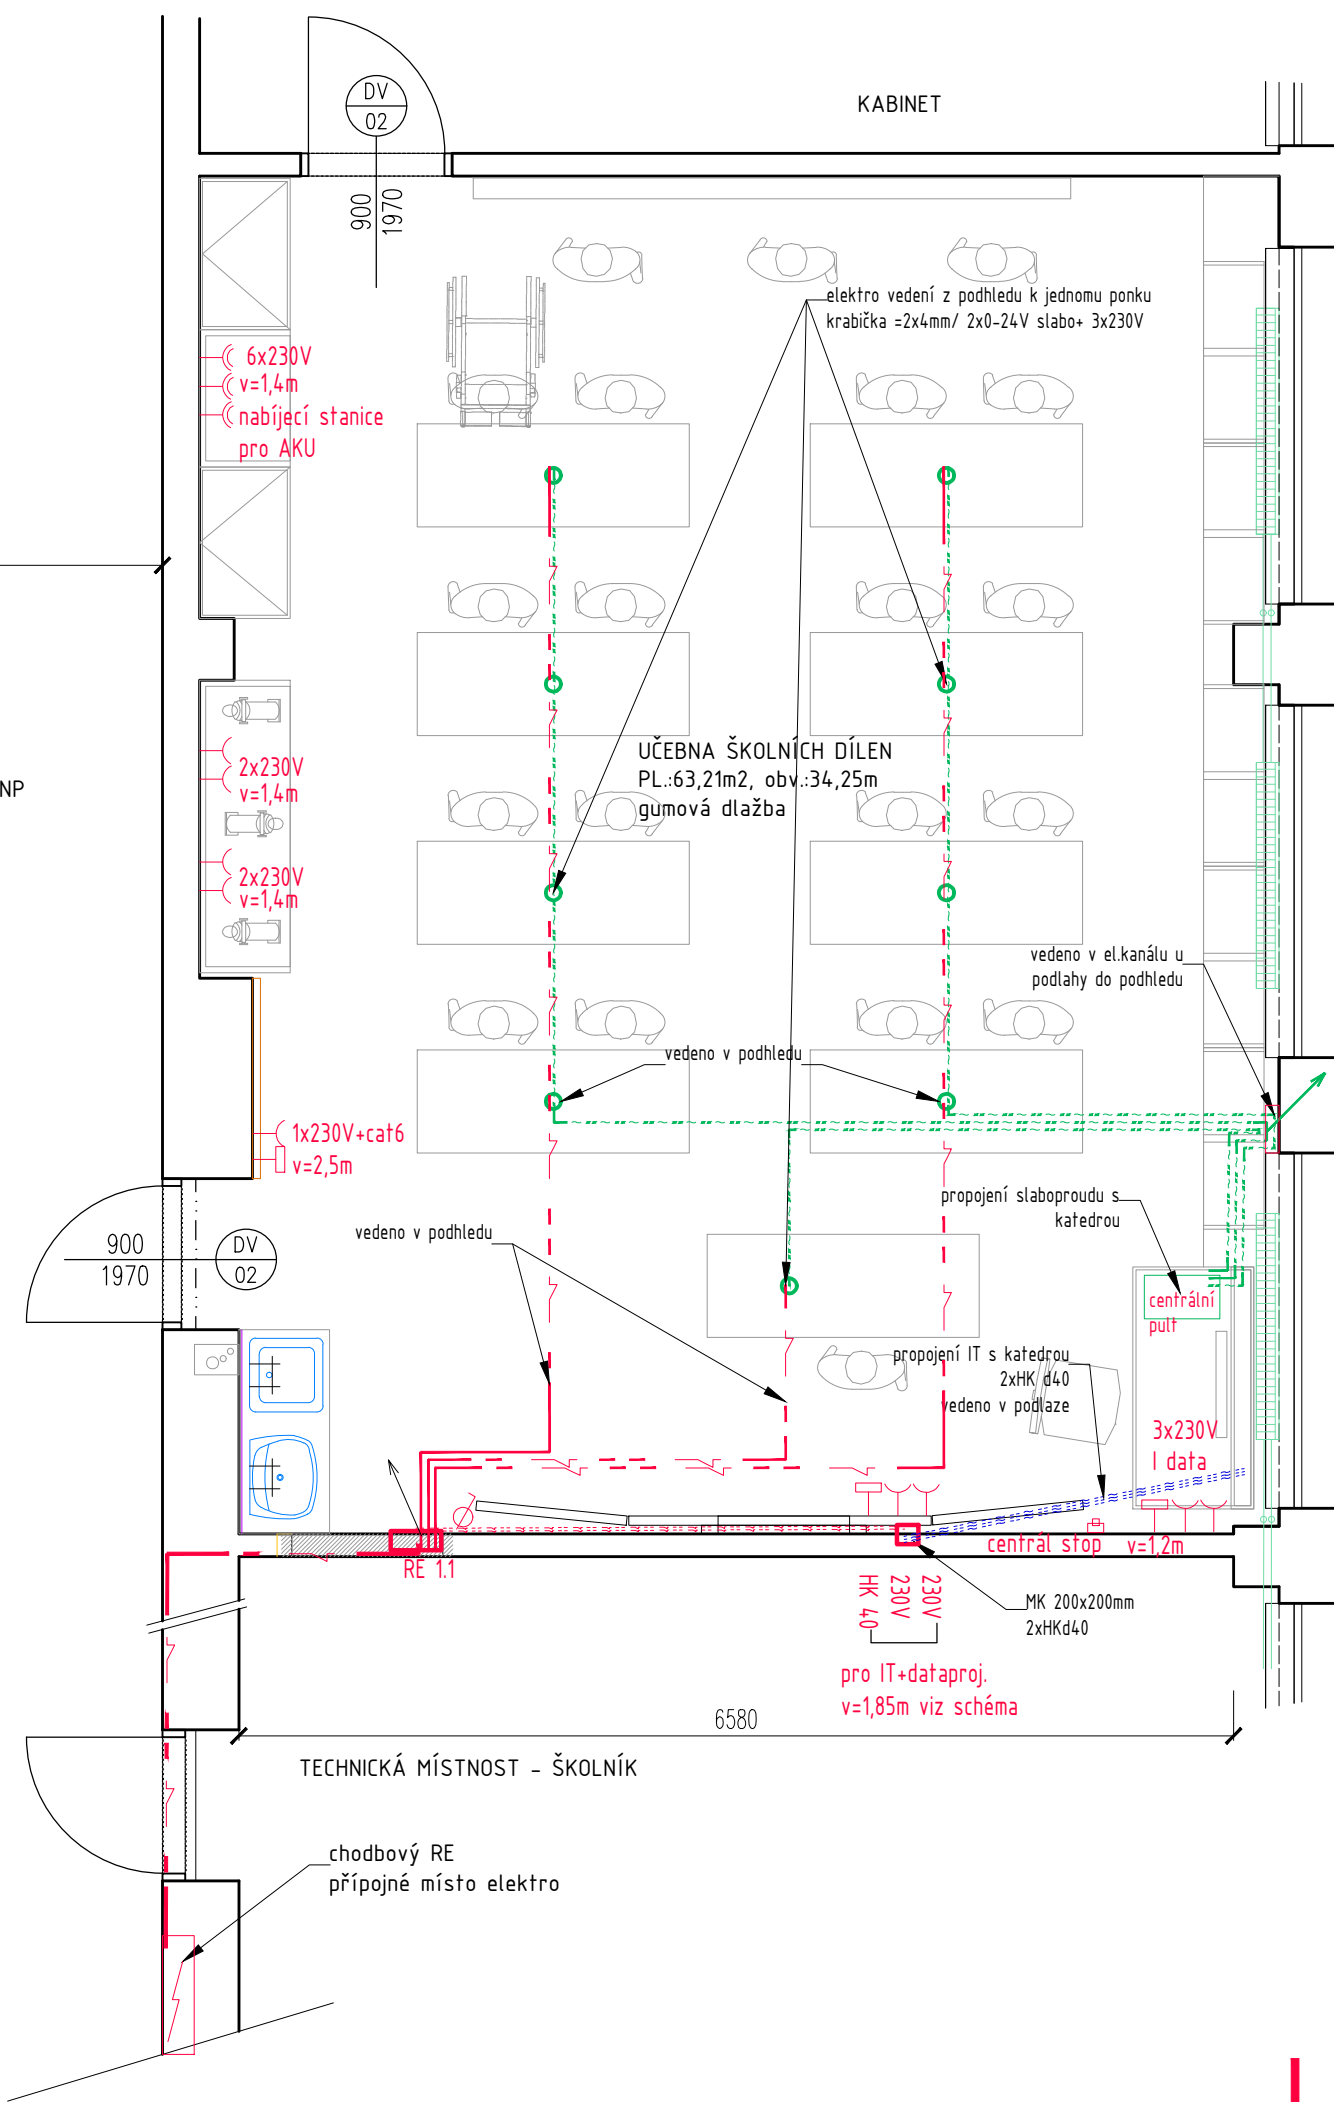 KABINET
DV
02
900
1970
elektro vedení z podhledu k jednomu ponku
krabička =2x4mm/ 2x0-24V slabo+ 3x230V
6x230V
v=1,4m
nabíjecí stanice
pro AKU
UČEBNA ŠKOLNÍCH DÍLEN
PL.:63,21m2, obv.:34,25m
gumová dlažba
NP
2x230V
v=1,4m
2x230V
v=1,4m
vedeno v el.kanálu u
podlahy do podhledu
vedeno v podhledu
1x230V+cat6
v=2,5m
propojení slaboproudu s
katedrou
vedeno v podhledu
900
1970
DV
02
centrální
pult
propojení IT s katedrou
2xHK d40
vedeno v podlaze
3x230V
I data
RE 1.1
centrál stop
v=1,2m
HK 40
230V
230V
MK 200x200mm
2xHKd40
pro IT+dataproj.
v=1,85m viz schéma
6580
TECHNICKÁ MÍSTNOST - ŠKOLNÍK
chodbový RE
přípojné místo elektro